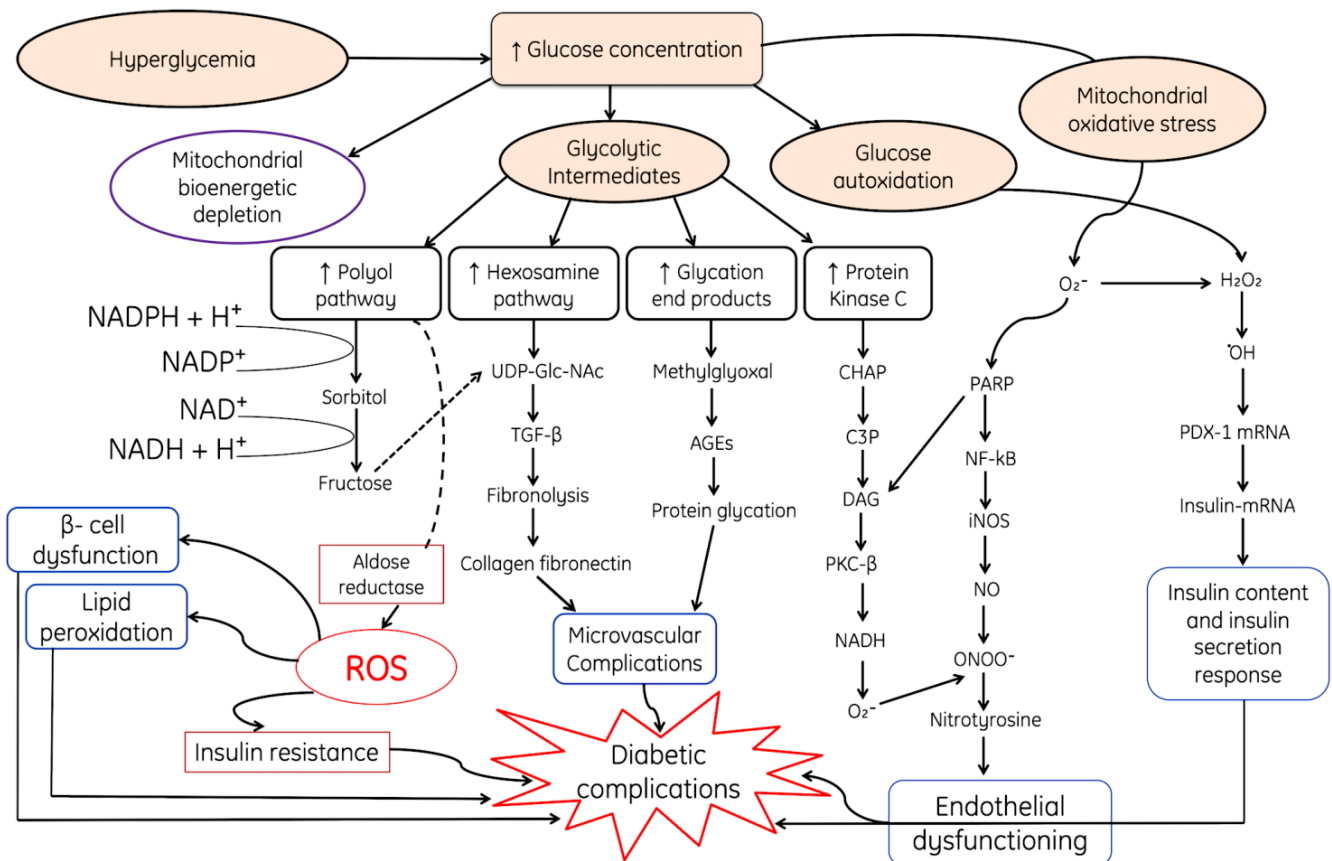 Hyperglycemia
↑ Glucose concentration
Mitochondrial
oxidative stress
Mitochondrial
bioenergetic
depletion
Glycolytic
Intermediates
Glucose
autoxidation
↑ Polyol
pathway
↑ Hexosamine
pathway
↑ Glycation
end products
↑ Protein
Kinase C
O₂⁻
H₂O₂
NADPH + H⁺
NADP⁺
NAD⁺
NADH + H⁺
Sorbitol
Fructose
UDP-Glc-NAc
TGF-β
Fibronolysis
Collagen fibronectin
Methylglyoxal
AGEs
Protein glycation
CHAP
C3P
DAG
PKC-β
NADH
O₂⁻
PARP
NF-kB
iNOS
NO
ONOO⁻
Nitrotyrosine
˙OH
PDX-1 mRNA
Insulin-mRNA
Insulin content
and insulin
secretion
response
β- cell
dysfunction
Lipid
peroxidation
Aldose
reductase
ROS
Insulin resistance
Microvascular
Complications
Diabetic
complications
Endothelial
dysfunctioning